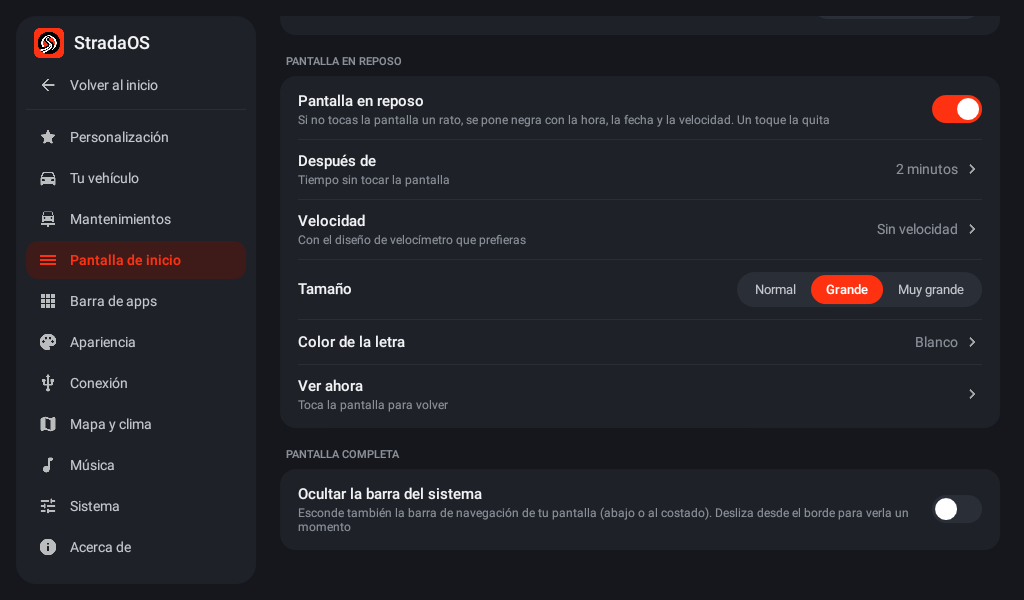 StradaOS
Volver al inicio
Personalización
Tu vehículo
Mantenimientos
Pantalla de inicio
Barra de apps
Apariencia
Conexión
Mapa y clima
Música
Sistema
Acerca de
PANTALLA EN REPOSO
Pantalla en reposo
Si no tocas la pantalla un rato, se pone negra con la hora, la fecha y la velocidad. Un toque la quita
Después de
Tiempo sin tocar la pantalla
2 minutos
Velocidad
Con el diseño de velocímetro que prefieras
Sin velocidad
Tamaño
Normal
Grande
Muy grande
Color de la letra
Blanco
Ver ahora
Toca la pantalla para volver
PANTALLA COMPLETA
Ocultar la barra del sistema
Esconde también la barra de navegación de tu pantalla (abajo o al costado). Desliza desde el borde para verla un
momento